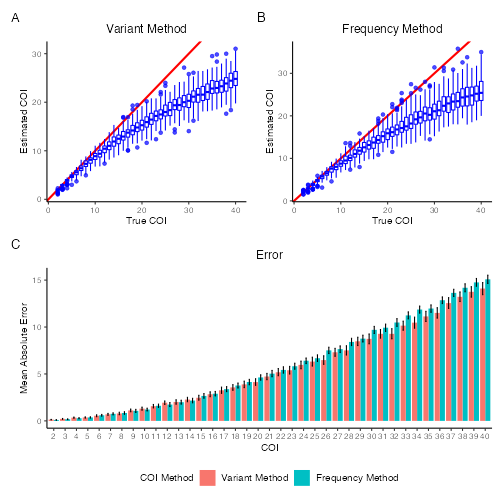 A
Variant Method
Estimated COI
30
20
10
0
0 10 20 30 40
True COI
B
Frequency Method
Estimated COI
30
20
10
0
0 10 20 30 40
True COI
C
Error
Mean Absolute Error
15
10
5
0
2 3 4 5 6 7 8 9 10 11 12 13 14 15 16 17 18 19 20 21 22 23 24 25 26 27 28 29 30 31 32 33 34 35 36 37 38 39 40
COI
COI Method Variant Method Frequency Method